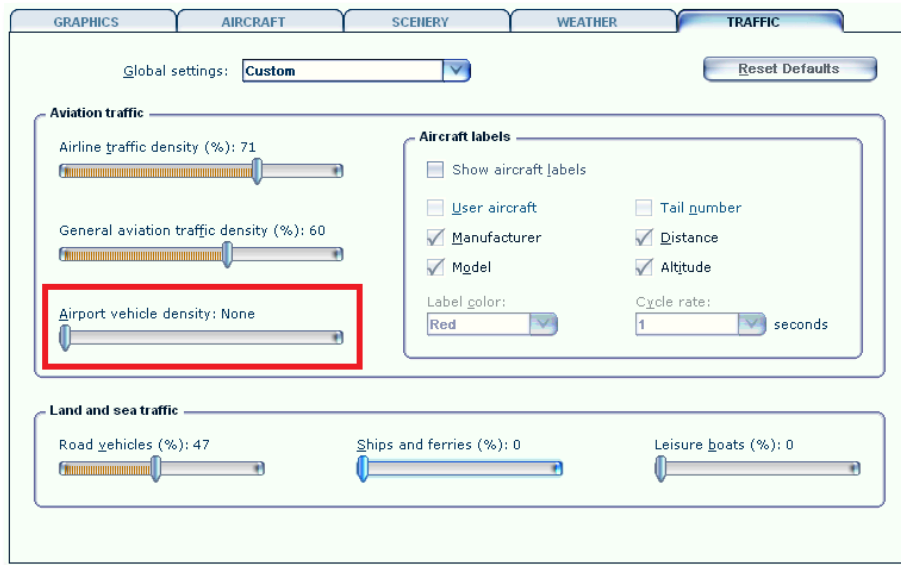 GRAPHICS AIRCRAFT SCENERY WEATHER TRAFFIC
Global settings: Custom Reset Defaults
Aviation traffic
Airline traffic density (%): 71
General aviation traffic density (%): 60
Airport vehicle density: None
Aircraft labels
Show aircraft labels
User aircraft Tail number
Manufacturer Distance
Model Altitude
Label color: Cycle rate:
Red 1 seconds
Land and sea traffic
Road vehicles (%): 47 Ships and ferries (%): 0 Leisure boats (%): 0